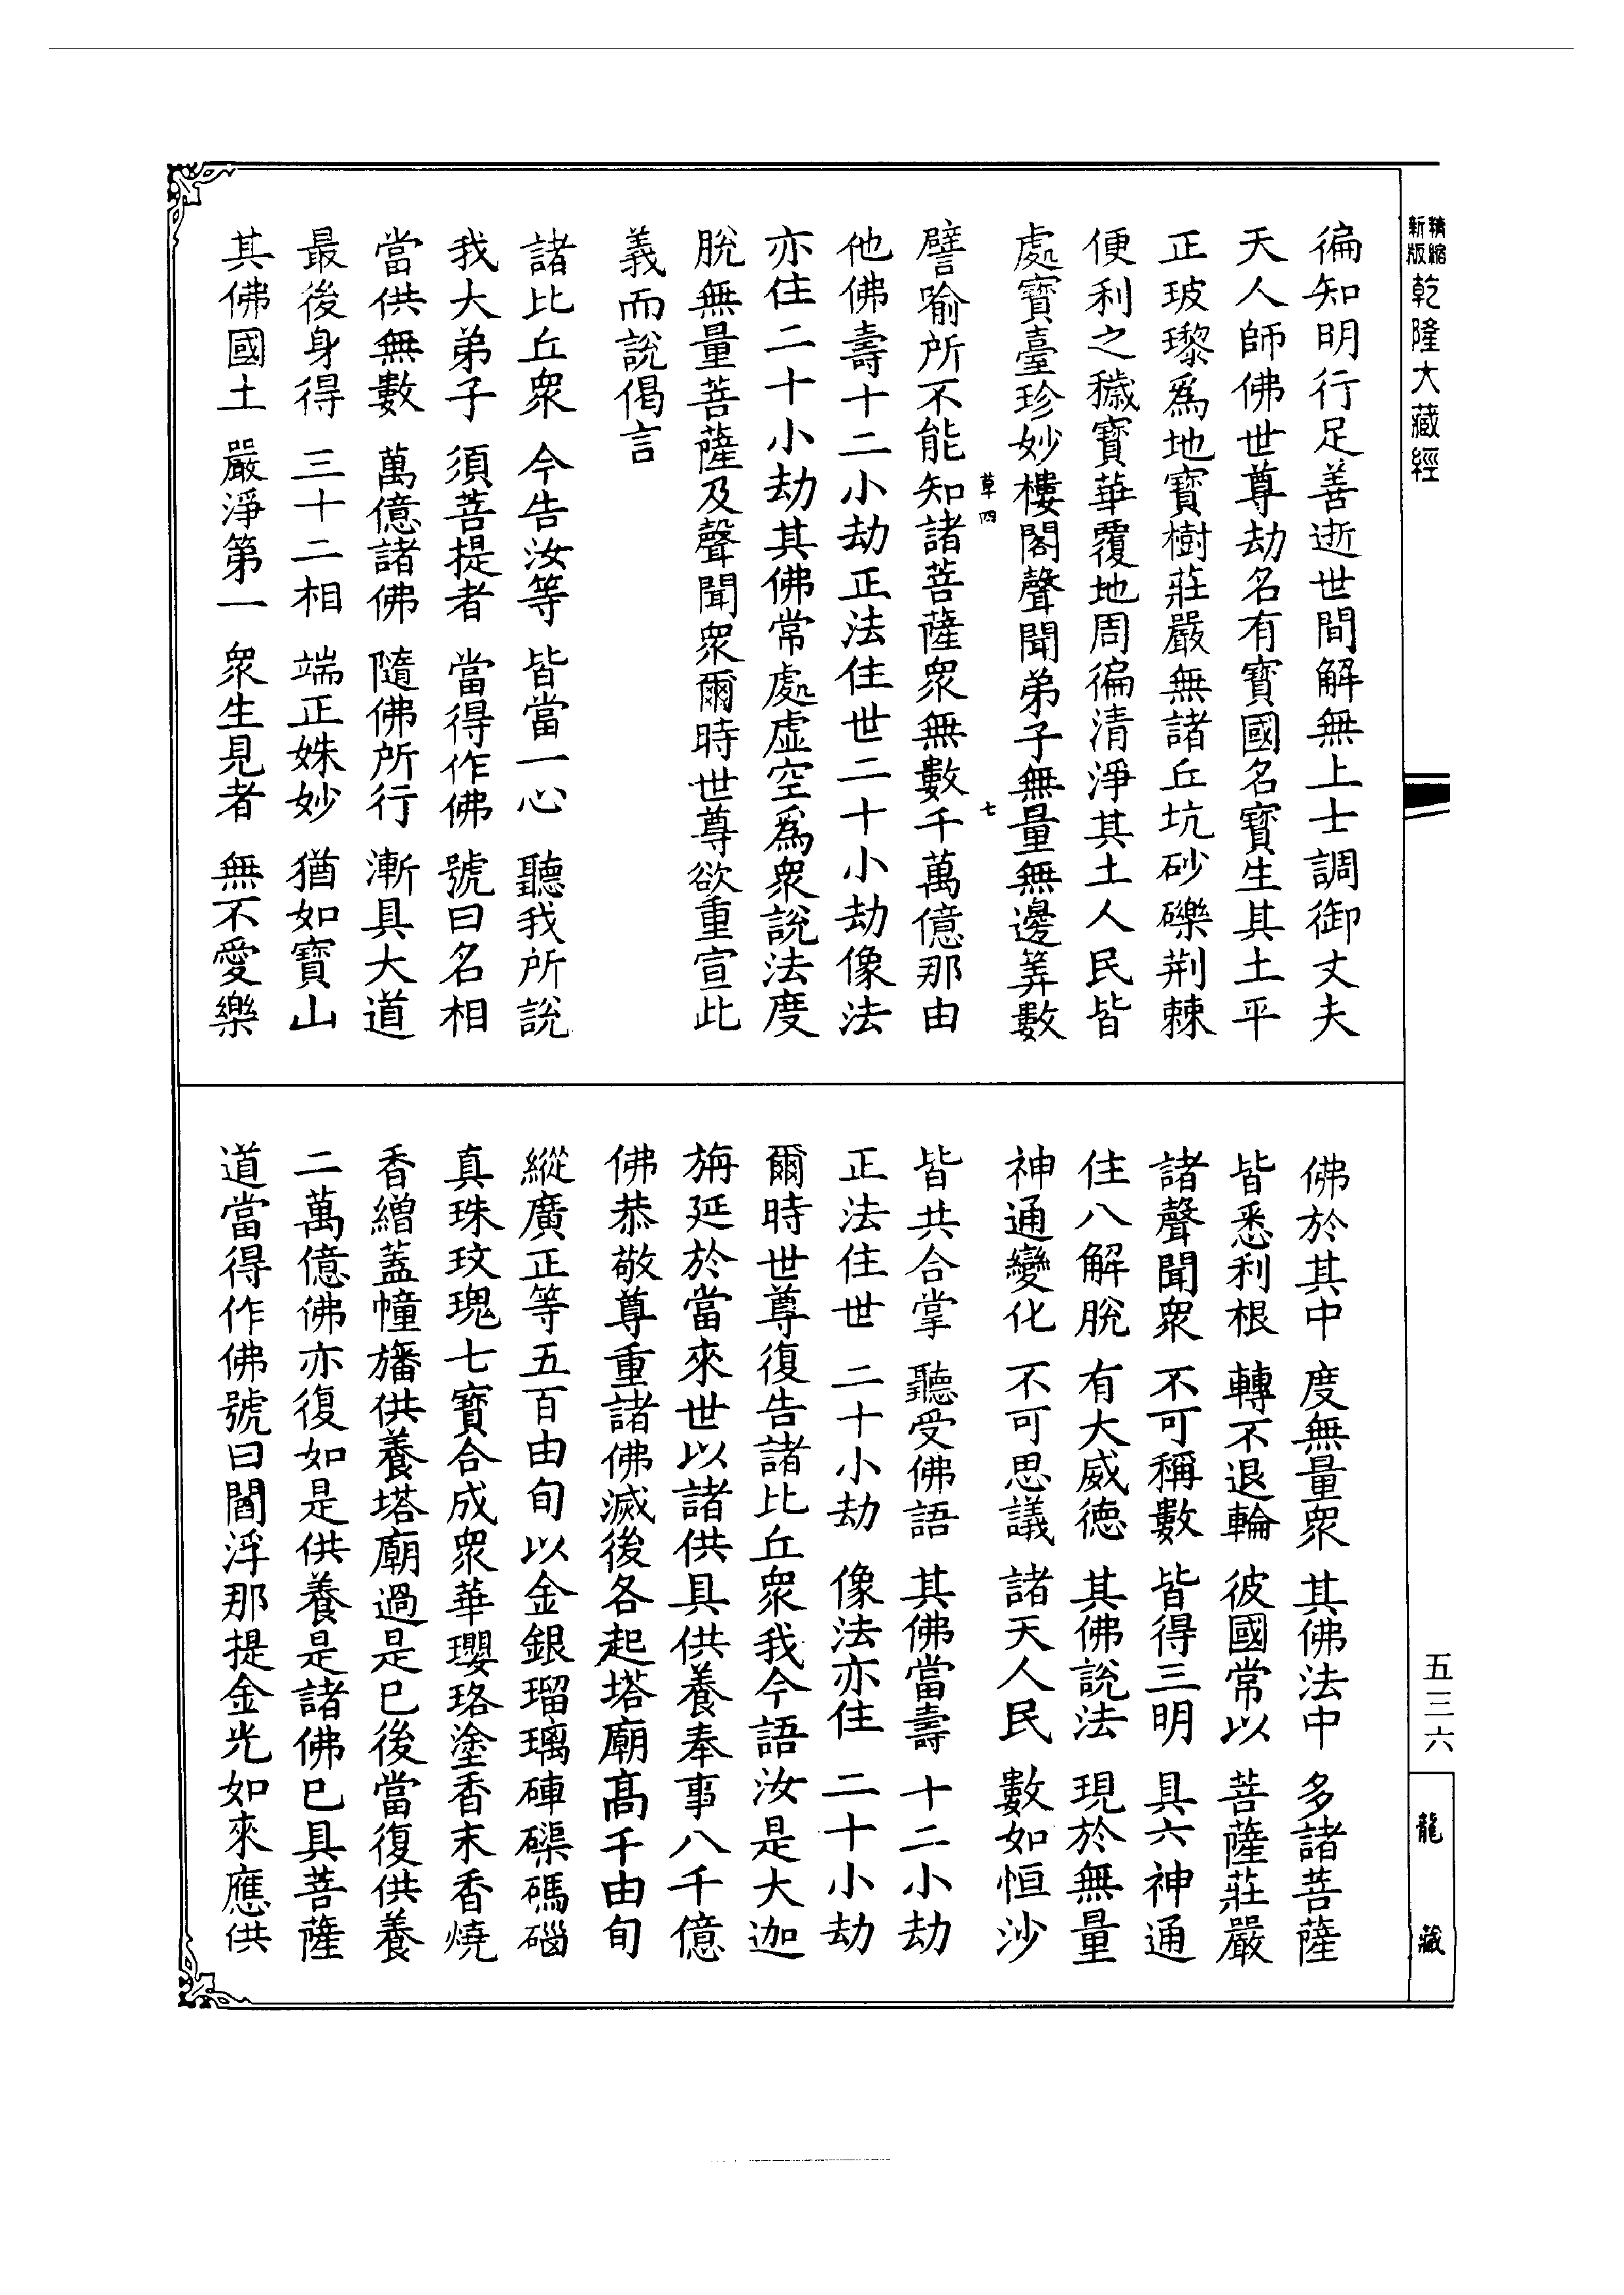 精縮新版乾隆大藏經
徧知明行足善逝世間解無上士調御丈夫
天人師佛世尊劫名有寶國名寶生其土平
正玻瓈爲地寶樹莊嚴無諸丘坑砂礫荆棘
便利之穢寶華覆地周徧清淨其土人民皆
處寶臺珍妙樓閣聲聞弟子無量無邊筭數
草四　七
譬喻所不能知諸菩薩眾無數千萬億那由
他佛壽十二小劫正法住世二十小劫像法
亦住二十小劫其佛常處虛空爲眾說法度
脫無量菩薩及聲聞眾爾時世尊欲重宣此
義而說偈言
諸比丘眾　今告汝等　皆當一心　聽我所說
我大弟子　須菩提者　當得作佛　號曰名相
當供無數　萬億諸佛　隨佛所行　漸具大道
最後身得　三十二相　端正姝妙　猶如寶山
其佛國土　嚴淨第一　眾生見者　無不愛樂
佛於其中　度無量眾　其佛法中　多諸菩薩
皆悉利根　轉不退輪　彼國常以　菩薩莊嚴
諸聲聞眾　不可稱數　皆得三明　具六神通
住八解脫　有大威德　其佛說法　現於無量
神通變化　不可思議　諸天人民　數如恒沙
皆共合掌　聽受佛語　其佛當壽　十二小劫
正法住世　二十小劫　像法亦住　二十小劫
爾時世尊復告諸比丘眾我今語汝是大迦
旃延於當來世以諸供具供養奉事八千億
佛恭敬尊重諸佛滅後各起塔廟高千由旬
縱廣正等五百由旬以金銀瑠璃硨磲碼碯
真珠玫瑰七寶合成眾華瓔珞塗香末香燒
香繒蓋幢旛供養塔廟過是已後當復供養
二萬億佛亦復如是供養是諸佛已具菩薩
道當得作佛號曰閻浮那提金光如來應供
五三六
龍藏